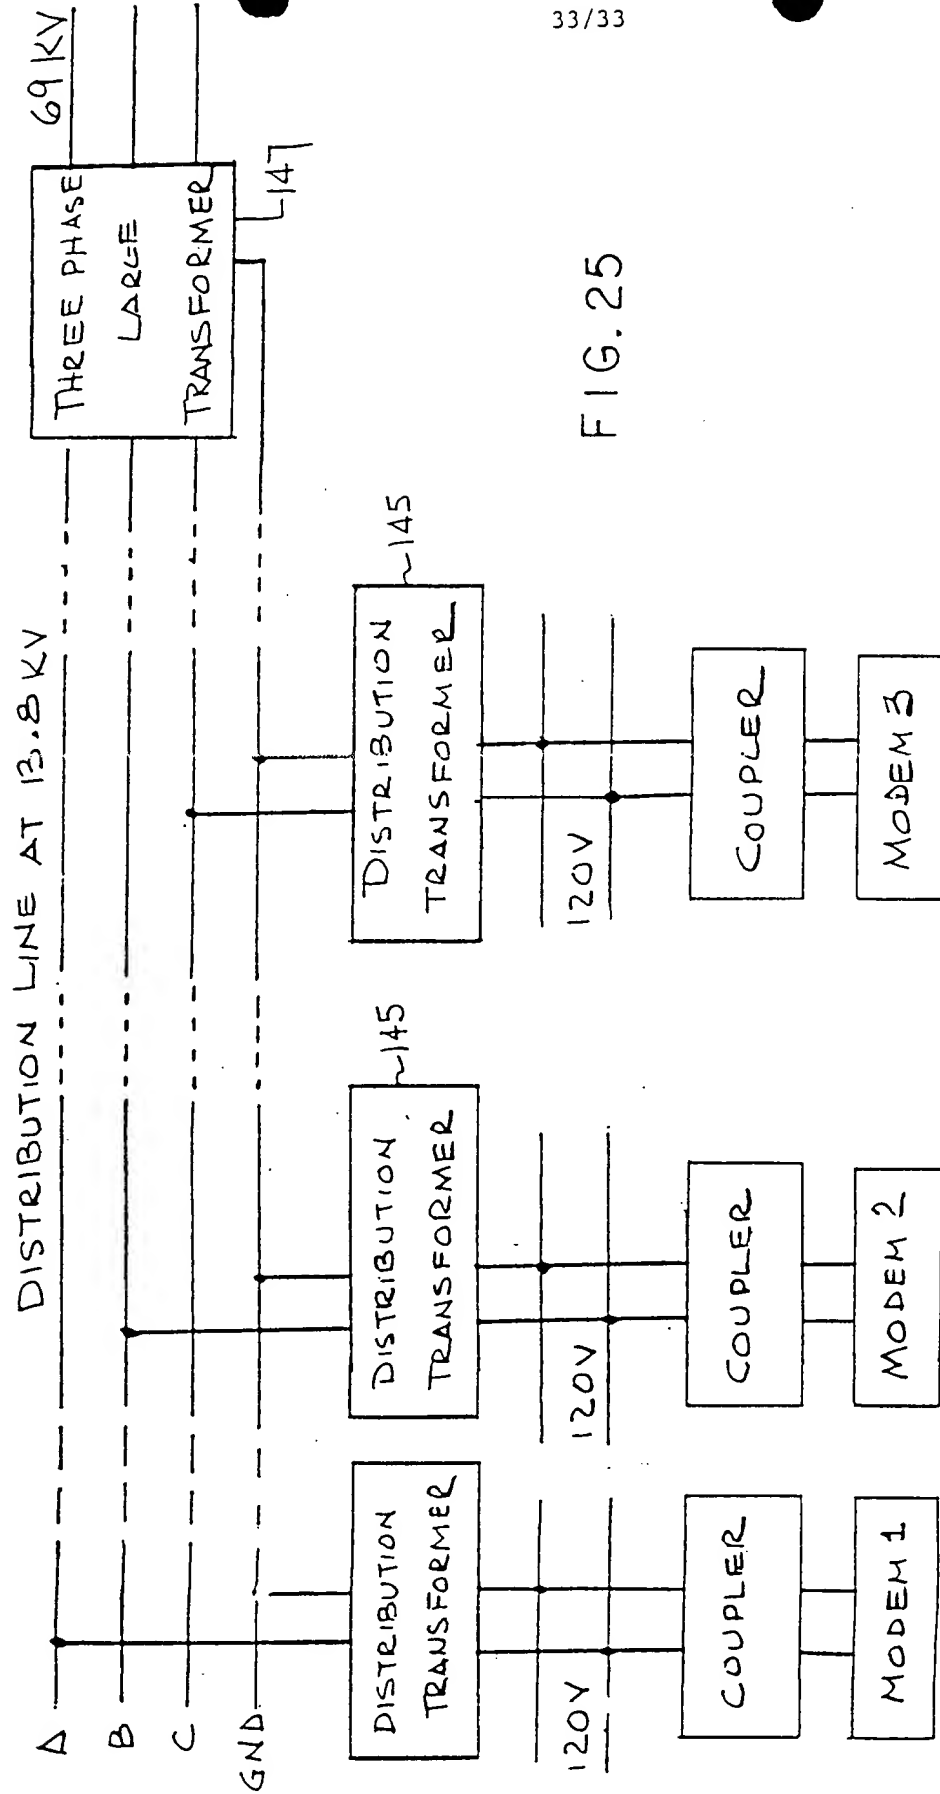 33/33
DISTRIBUTION LINE AT 13.8 KV
69 KV
A
B
C
GND
THREE PHASE
LARGE
TRANSFORMER
147
DISTRIBUTION
TRANSFORMER
DISTRIBUTION
TRANSFORMER
145
DISTRIBUTION
TRANSFORMER
145
120V
120V
120V
COUPLER
COUPLER
COUPLER
MODEM 1
MODEM 2
MODEM 3
FIG. 25